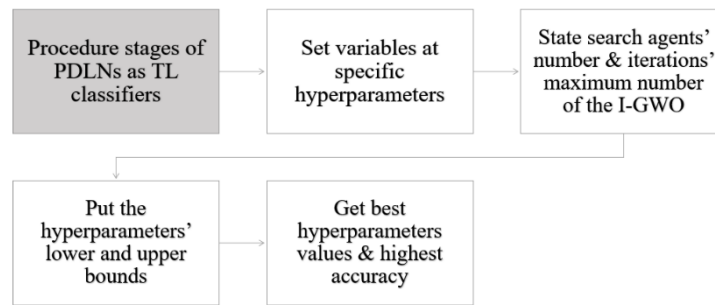 Procedure stages of
PDLNs as TL
classifiers
Set variables at
specific
hyperparameters
State search agents’
number & iterations’
maximum number
of the I-GWO
Put the
hyperparameters’
lower and upper
bounds
Get best
hyperparameters
values & highest
accuracy